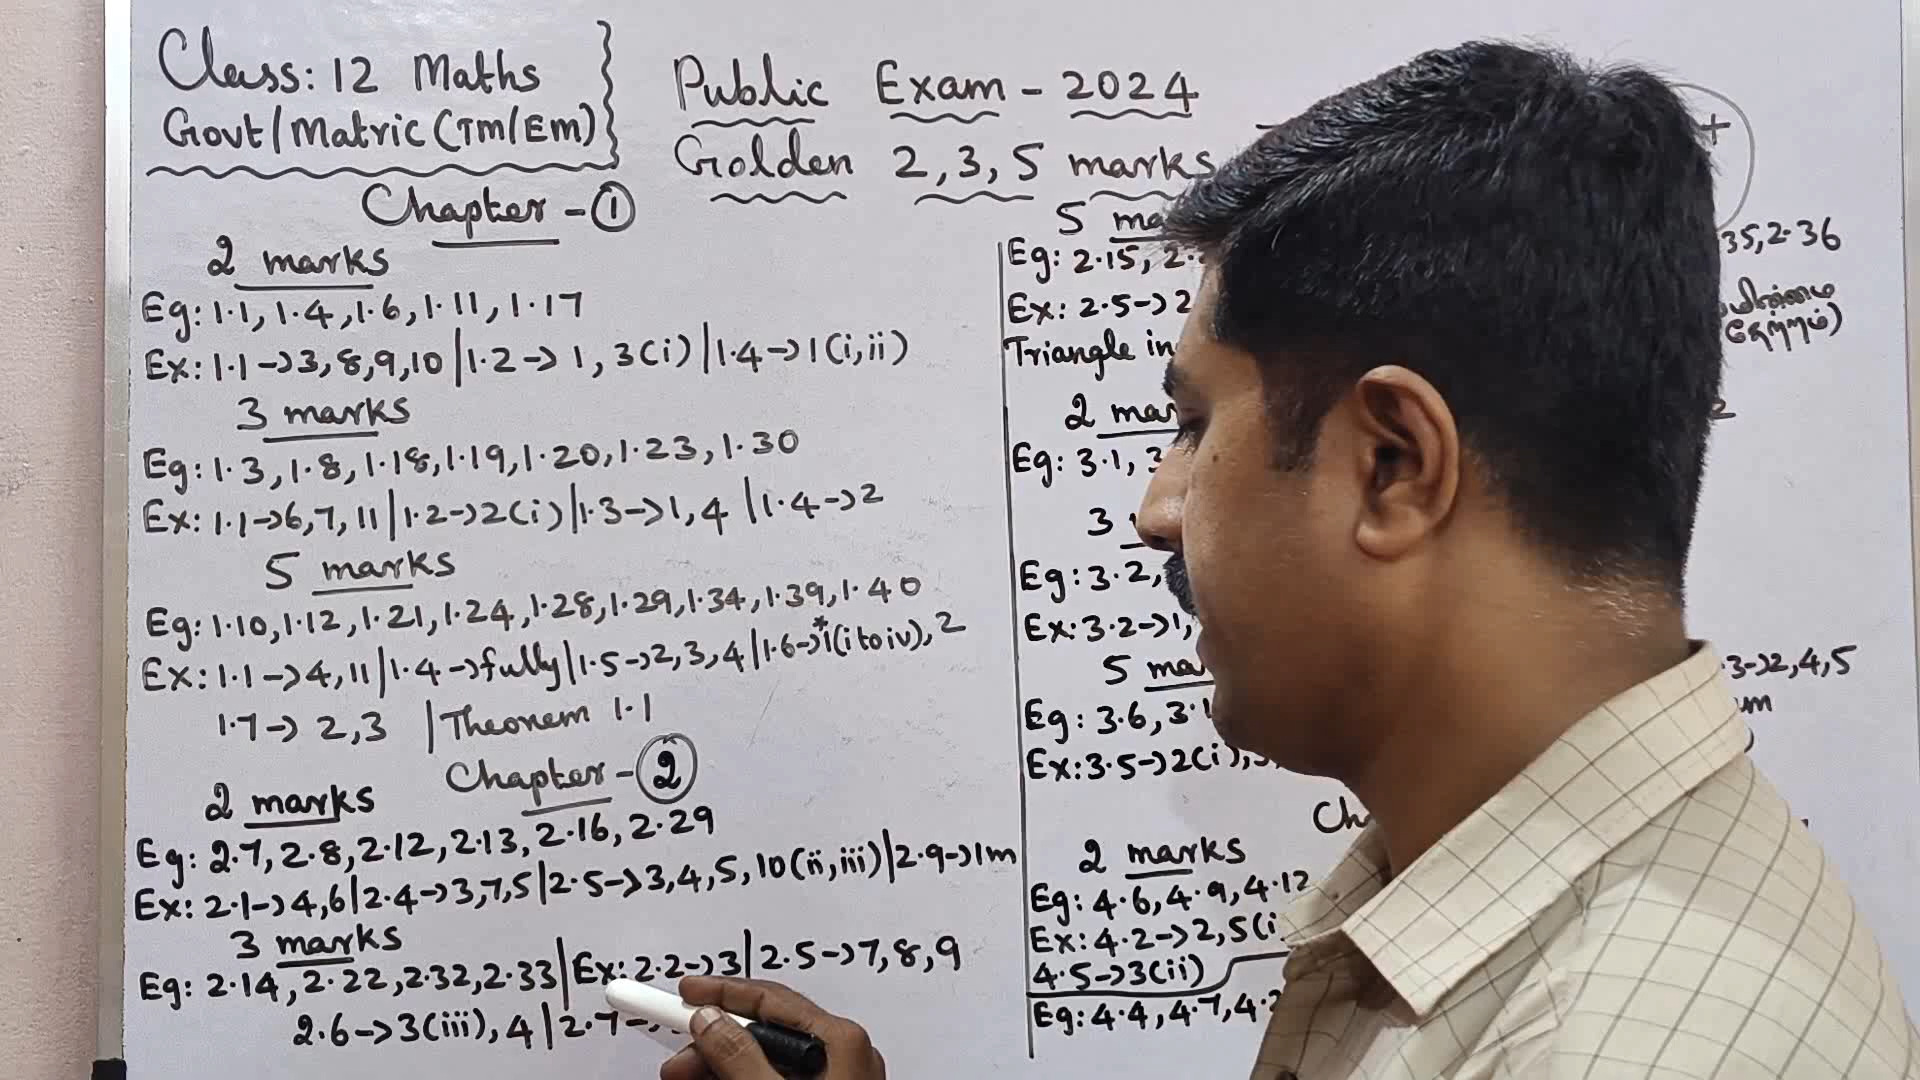 Class: 12 Maths
Govt/Matric (TM/EM)
Public Exam - 2024
Golden 2, 3, 5 marks
Chapter - 1
2 marks
Eg: 1.1, 1.4, 1.6, 1.11, 1.17
Ex: 1.1→3, 8, 9, 10 | 1.2→ 1, 3(i) | 1.4→1(i,ii)
3 marks
Eg: 1.3, 1.8, 1.18, 1.19, 1.20, 1.23, 1.30
Ex: 1.1→6, 7, 11 | 1.2→2(i) | 1.3→1, 4 | 1.4→2
5 marks
Eg: 1.10, 1.12, 1.21, 1.24, 1.28, 1.29, 1.34, 1.39, 1.40
Ex: 1.1→4, 11 | 1.4→fully | 1.5→2, 3, 4 | 1.6→*1(i to iv), 2
1.7→ 2, 3 | Theorem 1.1
Chapter - 2
2 marks
Eg: 2.7, 2.8, 2.12, 2.13, 2.16, 2.29
Ex: 2.1→4, 6 | 2.4→3, 7, 5 | 2.5→3, 4, 5, 10(ii, iii) | 2.9→1m
3 marks
Eg: 2.14, 2.22, 2.32, 2.33 | Ex: 2.2→3 | 2.5→7, 8, 9
2.6→3(iii), 4 | 2.7→
5
Eg: 2.15, 35, 2.36
Ex: 2.5→2
Triangle
2
Eg: 3.1,
3
Eg: 3.2,
Ex: 3.2→1, 3→2, 4, 5
5
Eg: 3.6,
Ex: 3.5→2(i),
2 marks
Eg: 4.6, 4.9, 4.12
Ex: 4.2→2,
4.5→3(ii)
Eg: 4.4, 4.7,